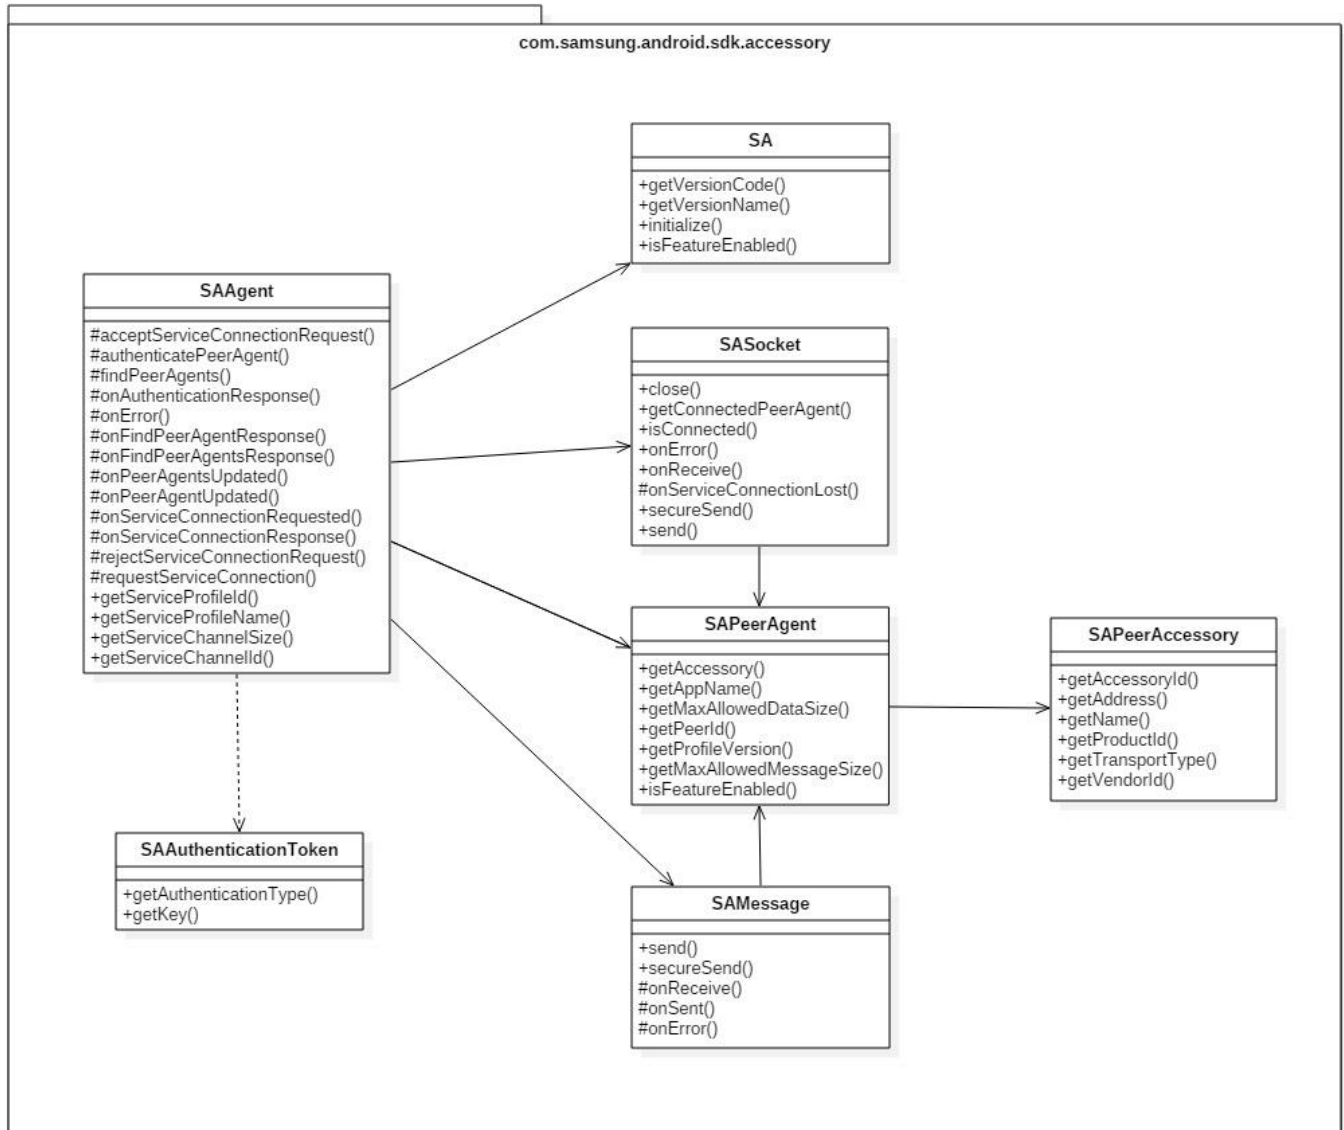 com.samsung.android.sdk.accessory
SA
+getVersionCode()
+getVersionName()
+initialize()
+isFeatureEnabled()
SAAgent
#acceptServiceConnectionRequest()
#authenticatePeerAgent()
#findPeerAgents()
#onAuthenticationResponse()
#onError()
#onFindPeerAgentResponse()
#onFindPeerAgentsResponse()
#onPeerAgentsUpdated()
#onPeerAgentUpdated()
#onServiceConnectionRequested()
#onServiceConnectionResponse()
#rejectServiceConnectionRequest()
#requestServiceConnection()
+getServiceProfileId()
+getServiceProfileName()
+getServiceChannelSize()
+getServiceChannelId()
SASocket
+close()
+getConnectedPeerAgent()
+isConnected()
+onError()
+onReceive()
#onServiceConnectionLost()
+secureSend()
+send()
SAPeerAgent
+getAccessory()
+getAppName()
+getMaxAllowedDataSize()
+getPeerId()
+getProfileVersion()
+getMaxAllowedMessageSize()
+isFeatureEnabled()
SAPeerAccessory
+getAccessoryId()
+getAddress()
+getName()
+getProductId()
+getTransportType()
+getVendorId()
SAAuthenticationToken
+getAuthenticationType()
+getKey()
SAMessage
+send()
+secureSend()
#onReceive()
#onSent()
#onError()